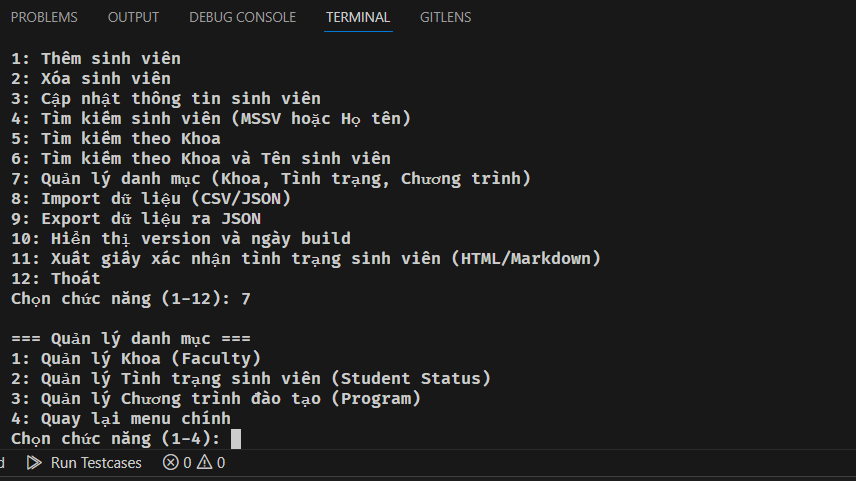 PROBLEMS OUTPUT DEBUG CONSOLE TERMINAL GITLENS
1: Thêm sinh viên
2: Xóa sinh viên
3: Cập nhật thông tin sinh viên
4: Tìm kiếm sinh viên (MSSV hoặc Họ tên)
5: Tìm kiếm theo Khoa
6: Tìm kiếm theo Khoa và Tên sinh viên
7: Quản lý danh mục (Khoa, Tình trạng, Chương trình)
8: Import dữ liệu (CSV/JSON)
9: Export dữ liệu ra JSON
10: Hiển thị version và ngày build
11: Xuất giấy xác nhận tình trạng sinh viên (HTML/Markdown)
12: Thoát
Chọn chức năng (1-12): 7
=== Quản lý danh mục ===
1: Quản lý Khoa (Faculty)
2: Quản lý Tình trạng sinh viên (Student Status)
3: Quản lý Chương trình đào tạo (Program)
4: Quay lại menu chính
Chọn chức năng (1-4):
Run Testcases 0 0